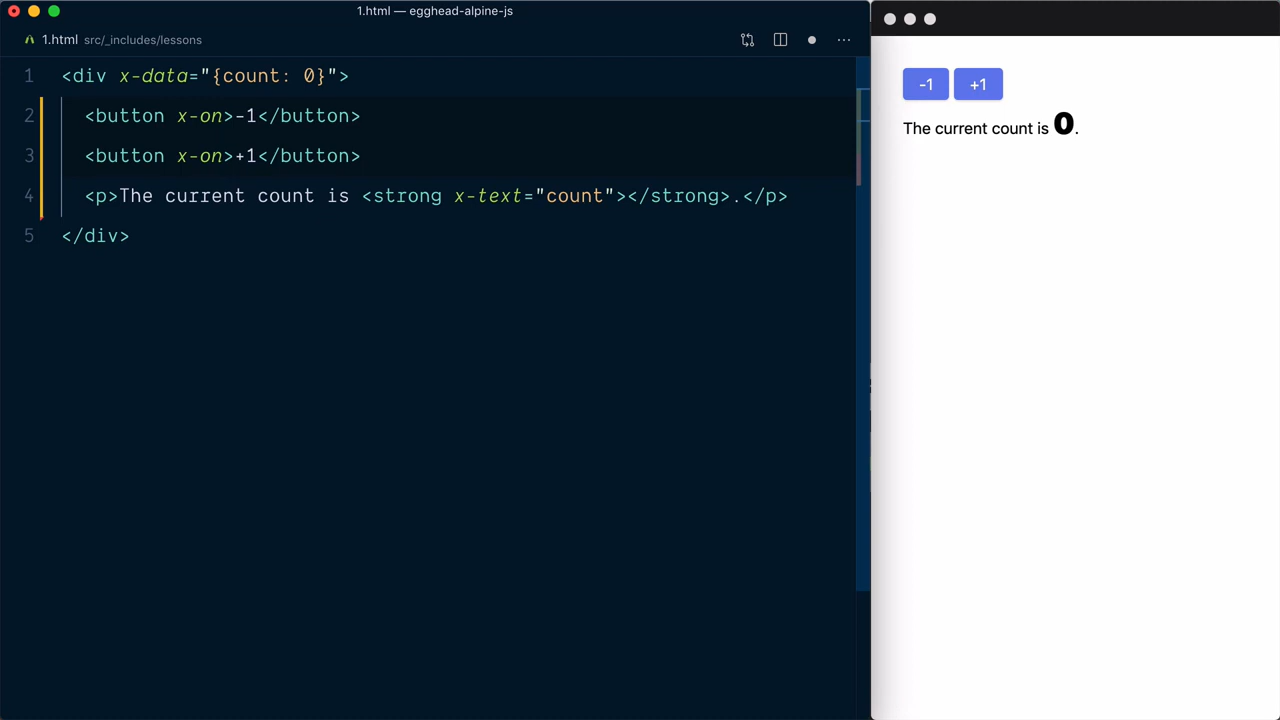 1.html — egghead-alpine-js
1.html src/_includes/lessons
1 <div x-data="{count: 0}">
2 <button x-on>-1</button>
3 <button x-on>+1</button>
4 <p>The current count is <strong x-text="count"></strong>.</p>
5 </div>
-1 +1
The current count is 0.